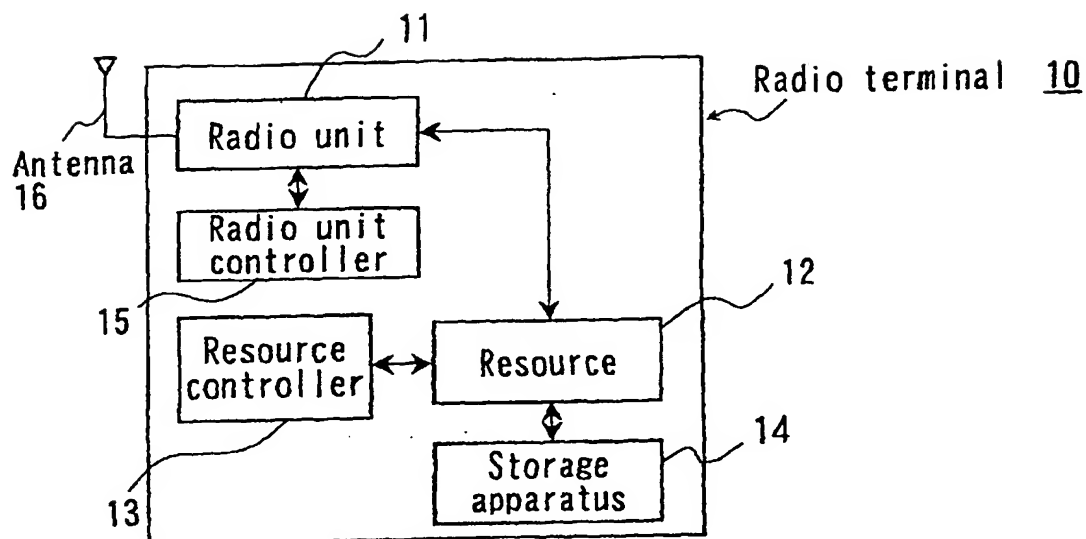 11
Radio terminal 10
Radio unit
Antenna
16
Radio unit
controller
15
12
Resource
controller
Resource
13
14
Storage
apparatus